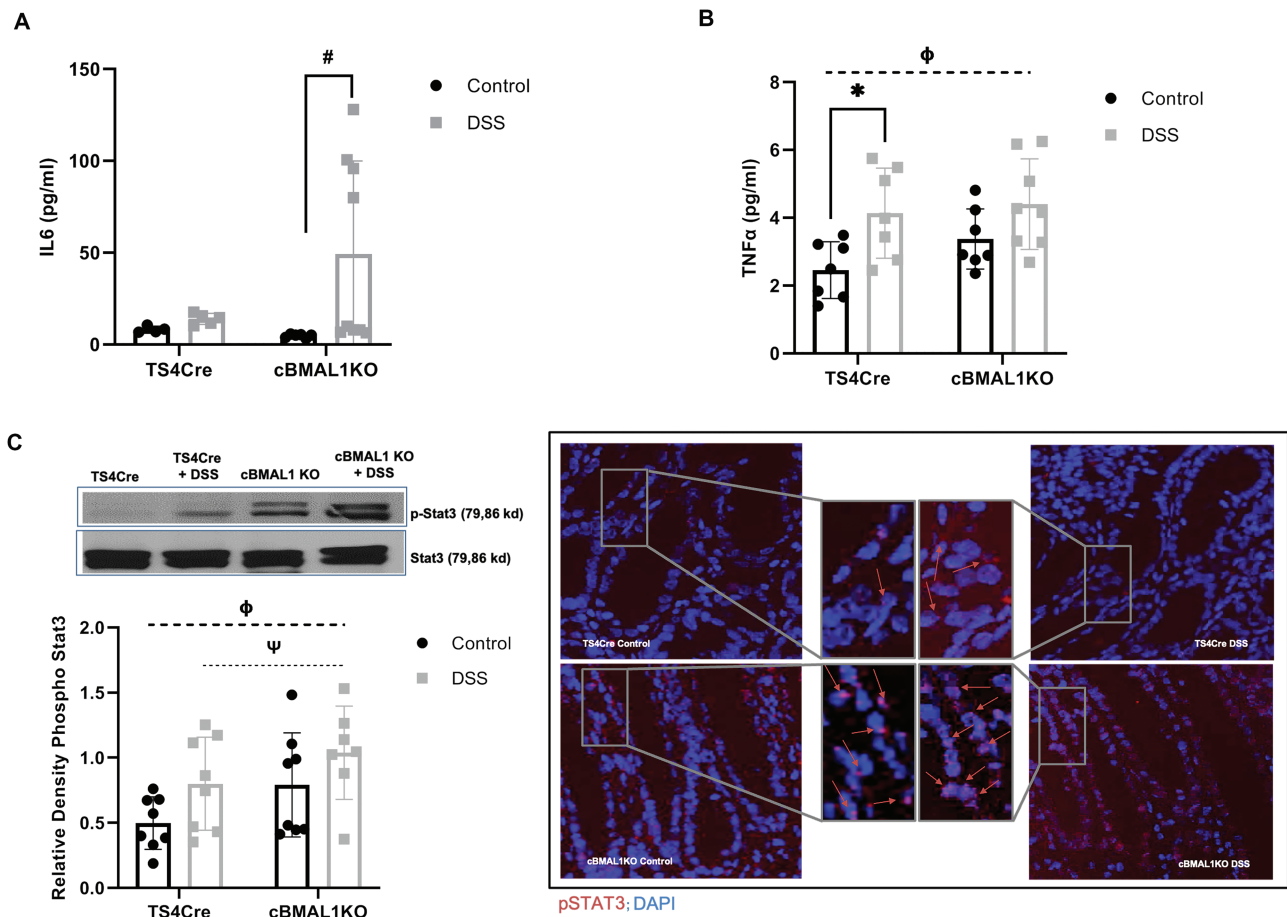 A
IL6 (pg/ml)
150
100
50
0
#
Control
DSS
TS4Cre
cBMAL1KO
B
TNFα (pg/ml)
8
6
4
2
0
ϕ
*
Control
DSS
TS4Cre
cBMAL1KO
C
TS4Cre
TS4Cre
+ DSS
cBMAL1 KO
cBMAL1 KO
+ DSS
p-Stat3 (79,86 kd)
Stat3 (79,86 kd)
Relative Density Phospho Stat3
2.0
1.5
1.0
0.5
0.0
ϕ
Ψ
Control
DSS
TS4Cre
cBMAL1KO
TS4Cre Control
TS4Cre DSS
cBMAL1KO Control
cBMAL1KO DSS
pSTAT3; DAPI